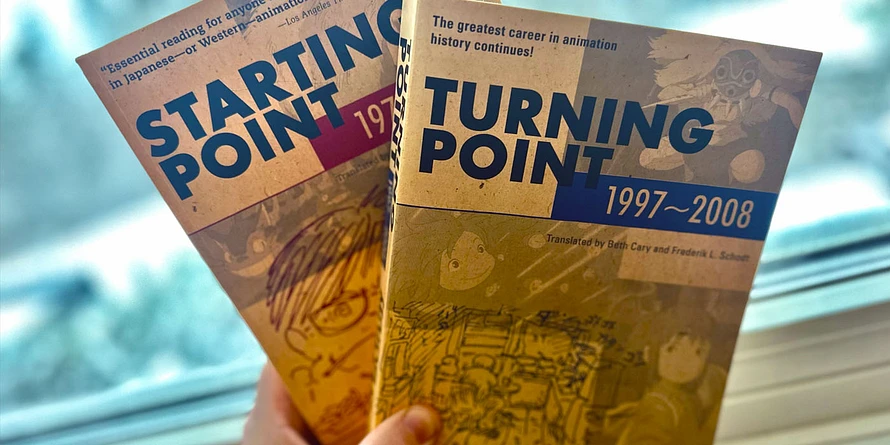 "Essential reading for anyone
in Japanese—or Western—animation
—Los Angeles
STARTING
POINT
197
POINT
The greatest career in animation
history continues!
TURNING
POINT
1997~2008
Translated by Beth Cary and Frederik L. Schodt